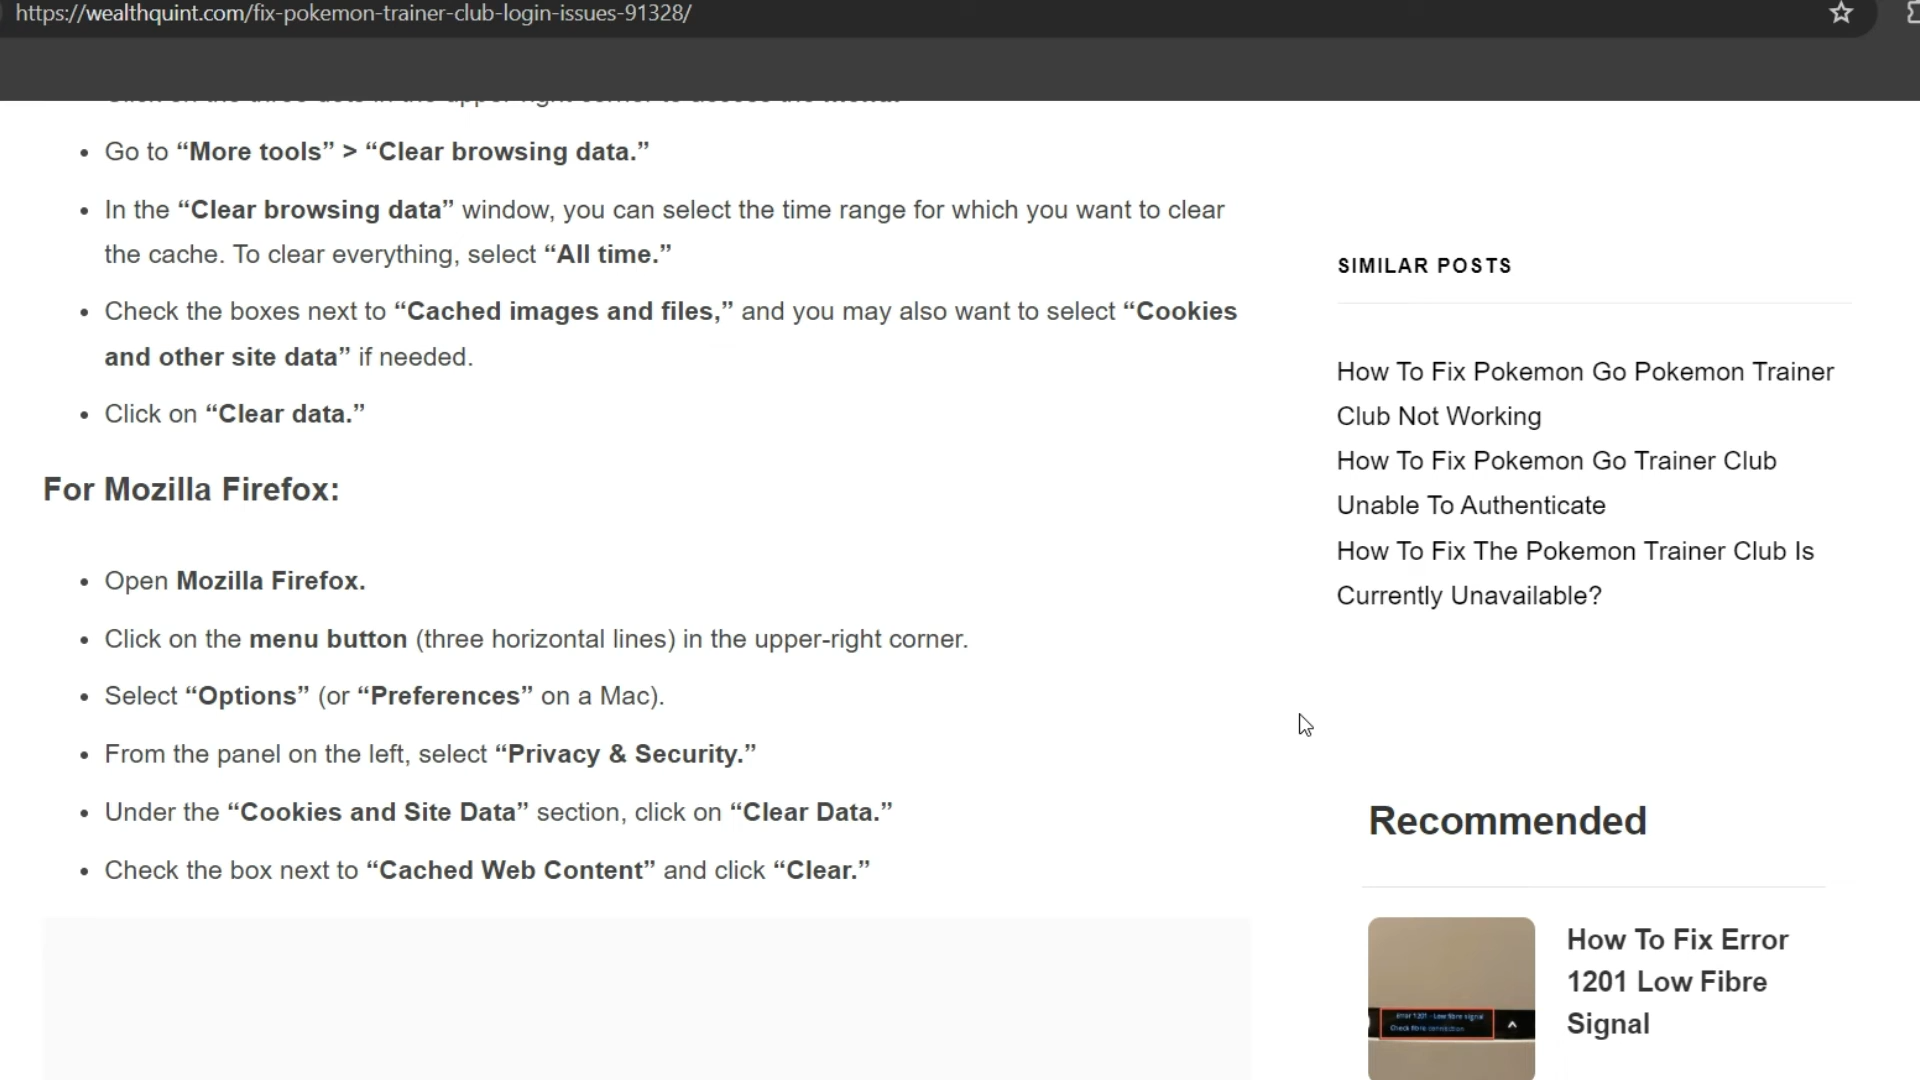 https://wealthquint.com/fix-pokemon-trainer-club-login-issues-91328/
• Go to “More tools” > “Clear browsing data.”
• In the “Clear browsing data” window, you can select the time range for which you want to clear
the cache. To clear everything, select “All time.”
• Check the boxes next to “Cached images and files,” and you may also want to select “Cookies
and other site data” if needed.
• Click on “Clear data.”
For Mozilla Firefox:
• Open Mozilla Firefox.
• Click on the menu button (three horizontal lines) in the upper-right corner.
• Select “Options” (or “Preferences” on a Mac).
• From the panel on the left, select “Privacy & Security.”
• Under the “Cookies and Site Data” section, click on “Clear Data.”
• Check the box next to “Cached Web Content” and click “Clear.”
SIMILAR POSTS
How To Fix Pokemon Go Pokemon Trainer
Club Not Working
How To Fix Pokemon Go Trainer Club
Unable To Authenticate
How To Fix The Pokemon Trainer Club Is
Currently Unavailable?
Recommended
How To Fix Error
1201 Low Fibre
Signal
Error 1201 - Low fibre signal
Check fibre connection